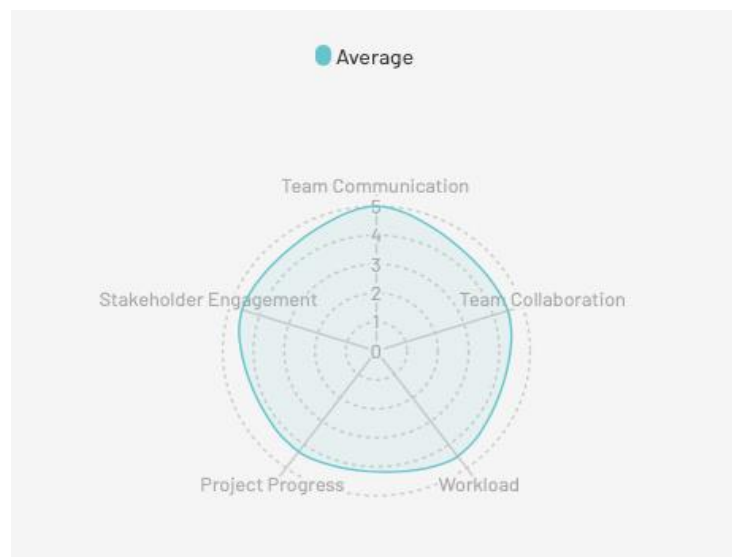 Average
Team Communication
5
4
3
Stakeholder Engagement
2
Team Collaboration
1
0
Project Progress
Workload